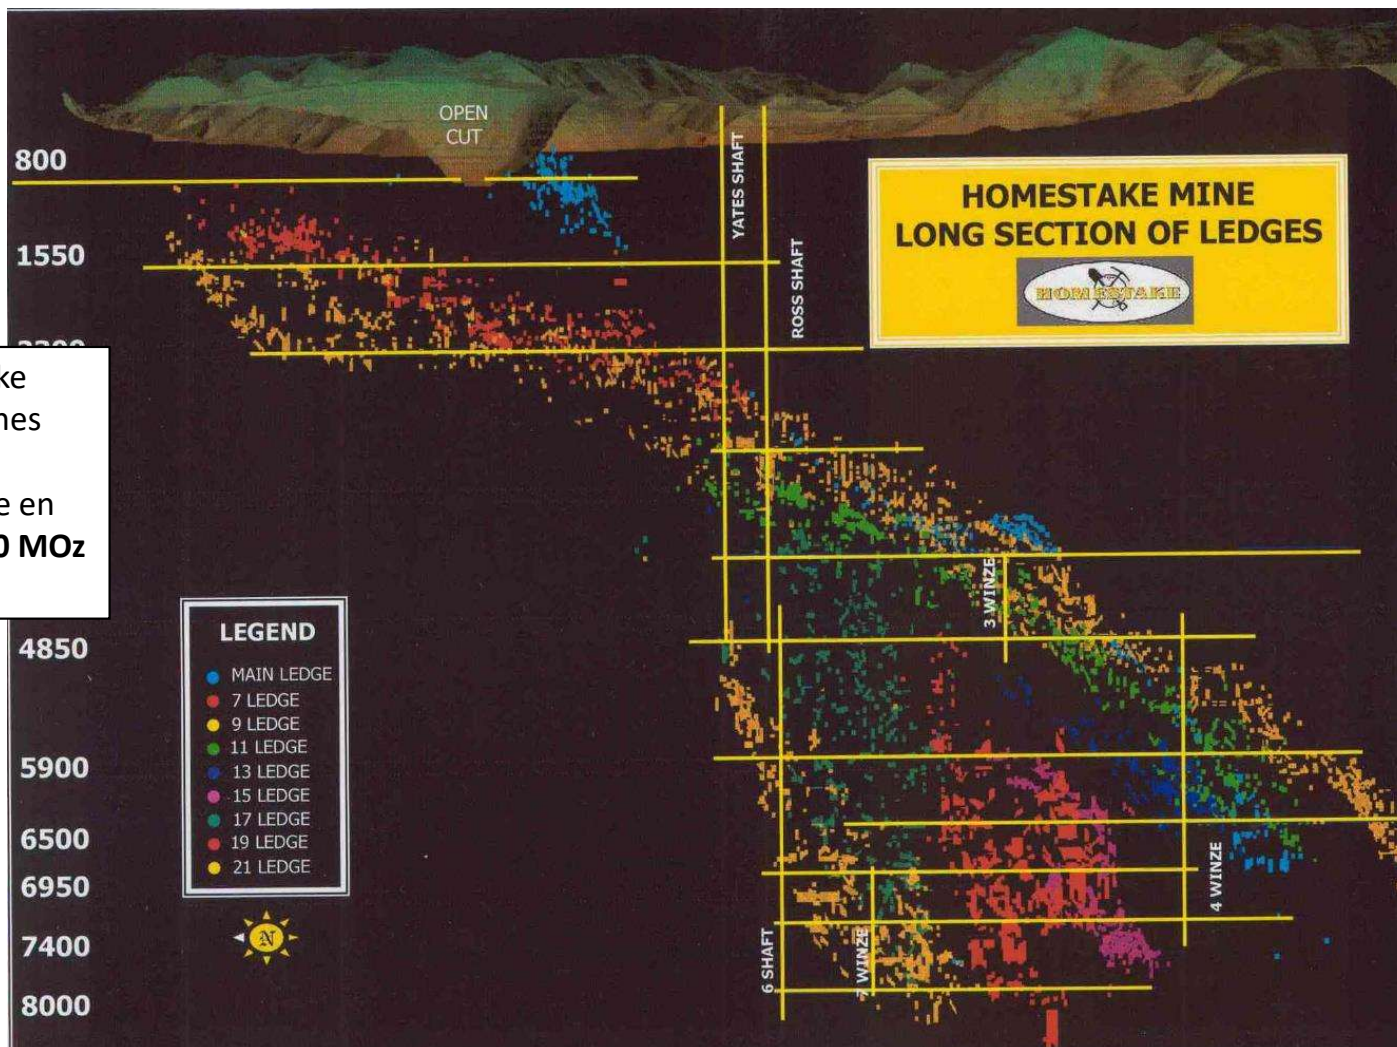 OPEN
CUT
800
YATES SHAFT
HOMESTAKE MINE
LONG SECTION OF LEDGES
HOMESTAKE
1550
ROSS SHAFT
ke
nes
e en
0 MOz
3 WINZE
LEGEND
MAIN LEDGE
7 LEDGE
9 LEDGE
11 LEDGE
13 LEDGE
15 LEDGE
17 LEDGE
19 LEDGE
21 LEDGE
4850
5900
6500
6950
7400
8000
N
6 SHAFT
7 WINZE
4 WINZE